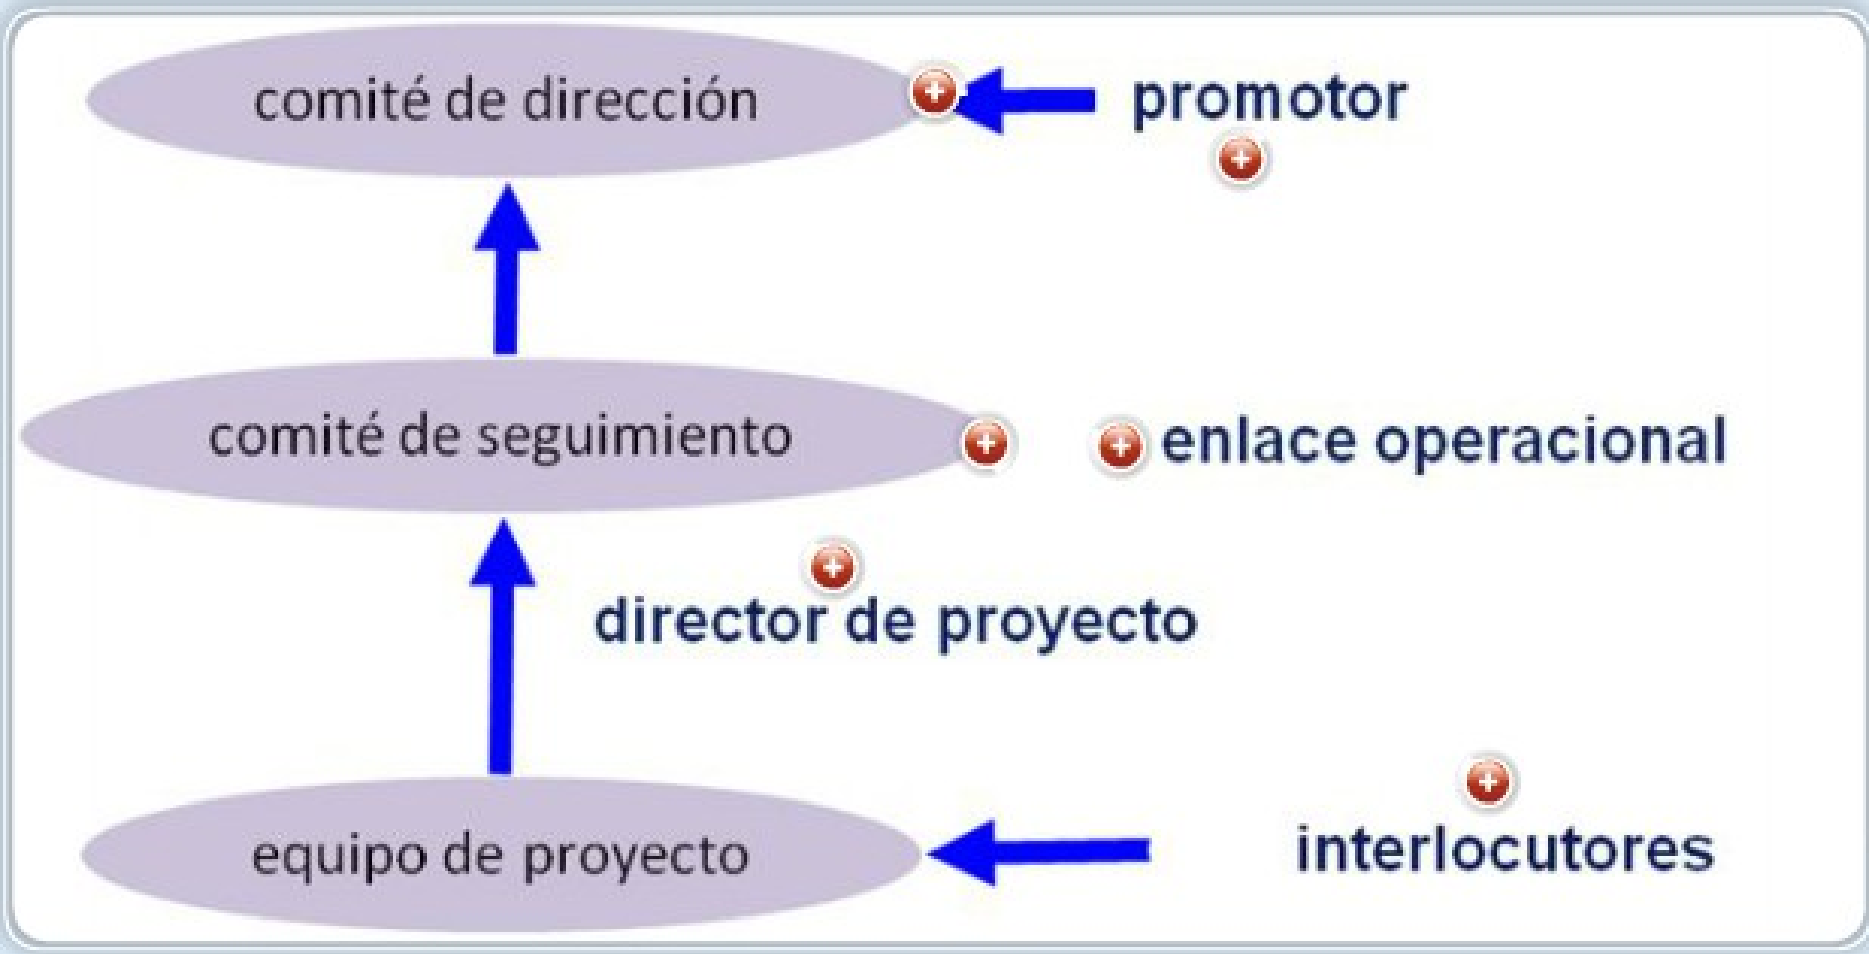 comité de dirección
promotor
comité de seguimiento
enlace operacional
director de proyecto
equipo de proyecto
interlocutores